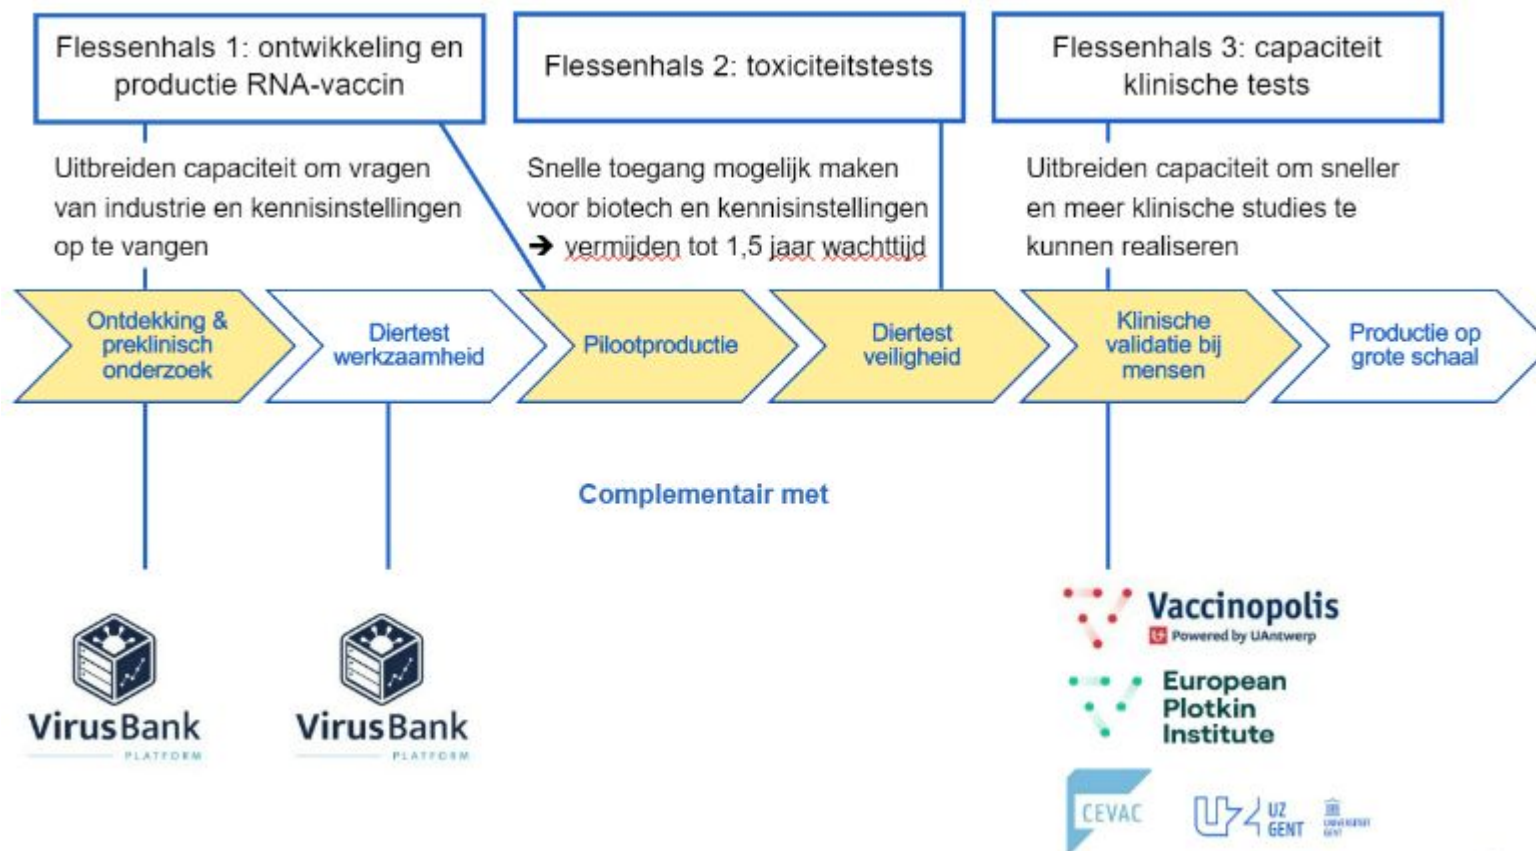 Flessenhals 1: ontwikkeling en
productie RNA-vaccin
Flessenhals 2: toxiciteitstests
Flessenhals 3: capaciteit
klinische tests
Uitbreiden capaciteit om vragen
van industrie en kennisinstellingen
op te vangen
Snelle toegang mogelijk maken
voor biotech en kennisinstellingen
➔ vermijden tot 1,5 jaar wachttijd
Uitbreiden capaciteit om sneller
en meer klinische studies te
kunnen realiseren
Ontdekking &
preklinisch
onderzoek
Diertest
werkzaamheid
Pilootproductie
Diertest
veiligheid
Klinische
validatie bij
mensen
Productie op
grote schaal
Complementair met
VirusBank
PLATFORM
VirusBank
PLATFORM
Vaccinopolis
Powered by UAntwerp
European
Plotkin
Institute
CEVAC
UZ
GENT
UNIVERSITEIT
GENT